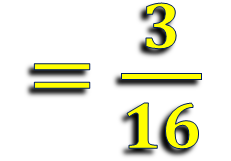 = 3/16